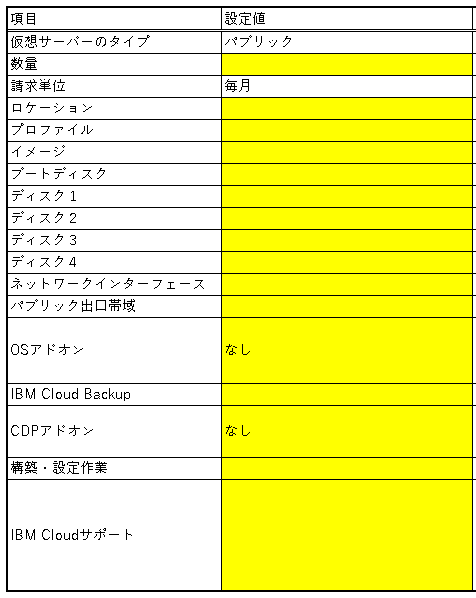 項目 設定値
仮想サーバーのタイプ パブリック
数量
請求単位 毎月
ロケーション
プロファイル
イメージ
ブートディスク
ディスク1
ディスク2
ディスク3
ディスク4
ネットワークインターフェース
パブリック出口帯域
OSアドオン なし
IBM Cloud Backup
CDPアドオン なし
構築・設定作業
IBM Cloudサポート